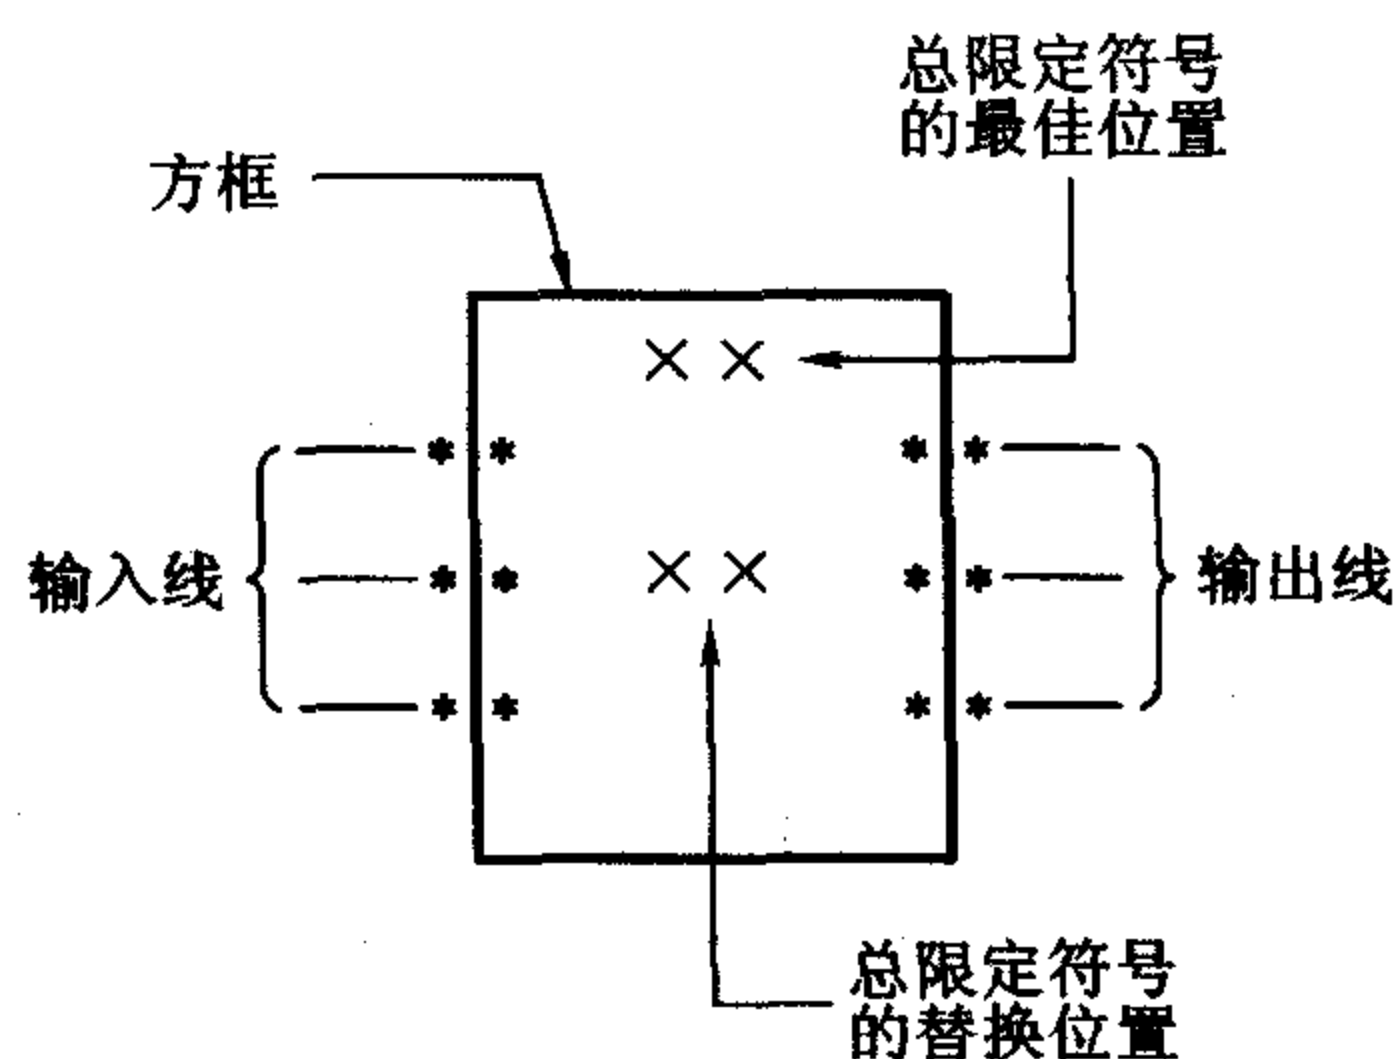 总限定符号
的最佳位置
方框
××
* * * *
输入线 * * ×× * * 输出线
* * * *
总限定符号
的替换位置